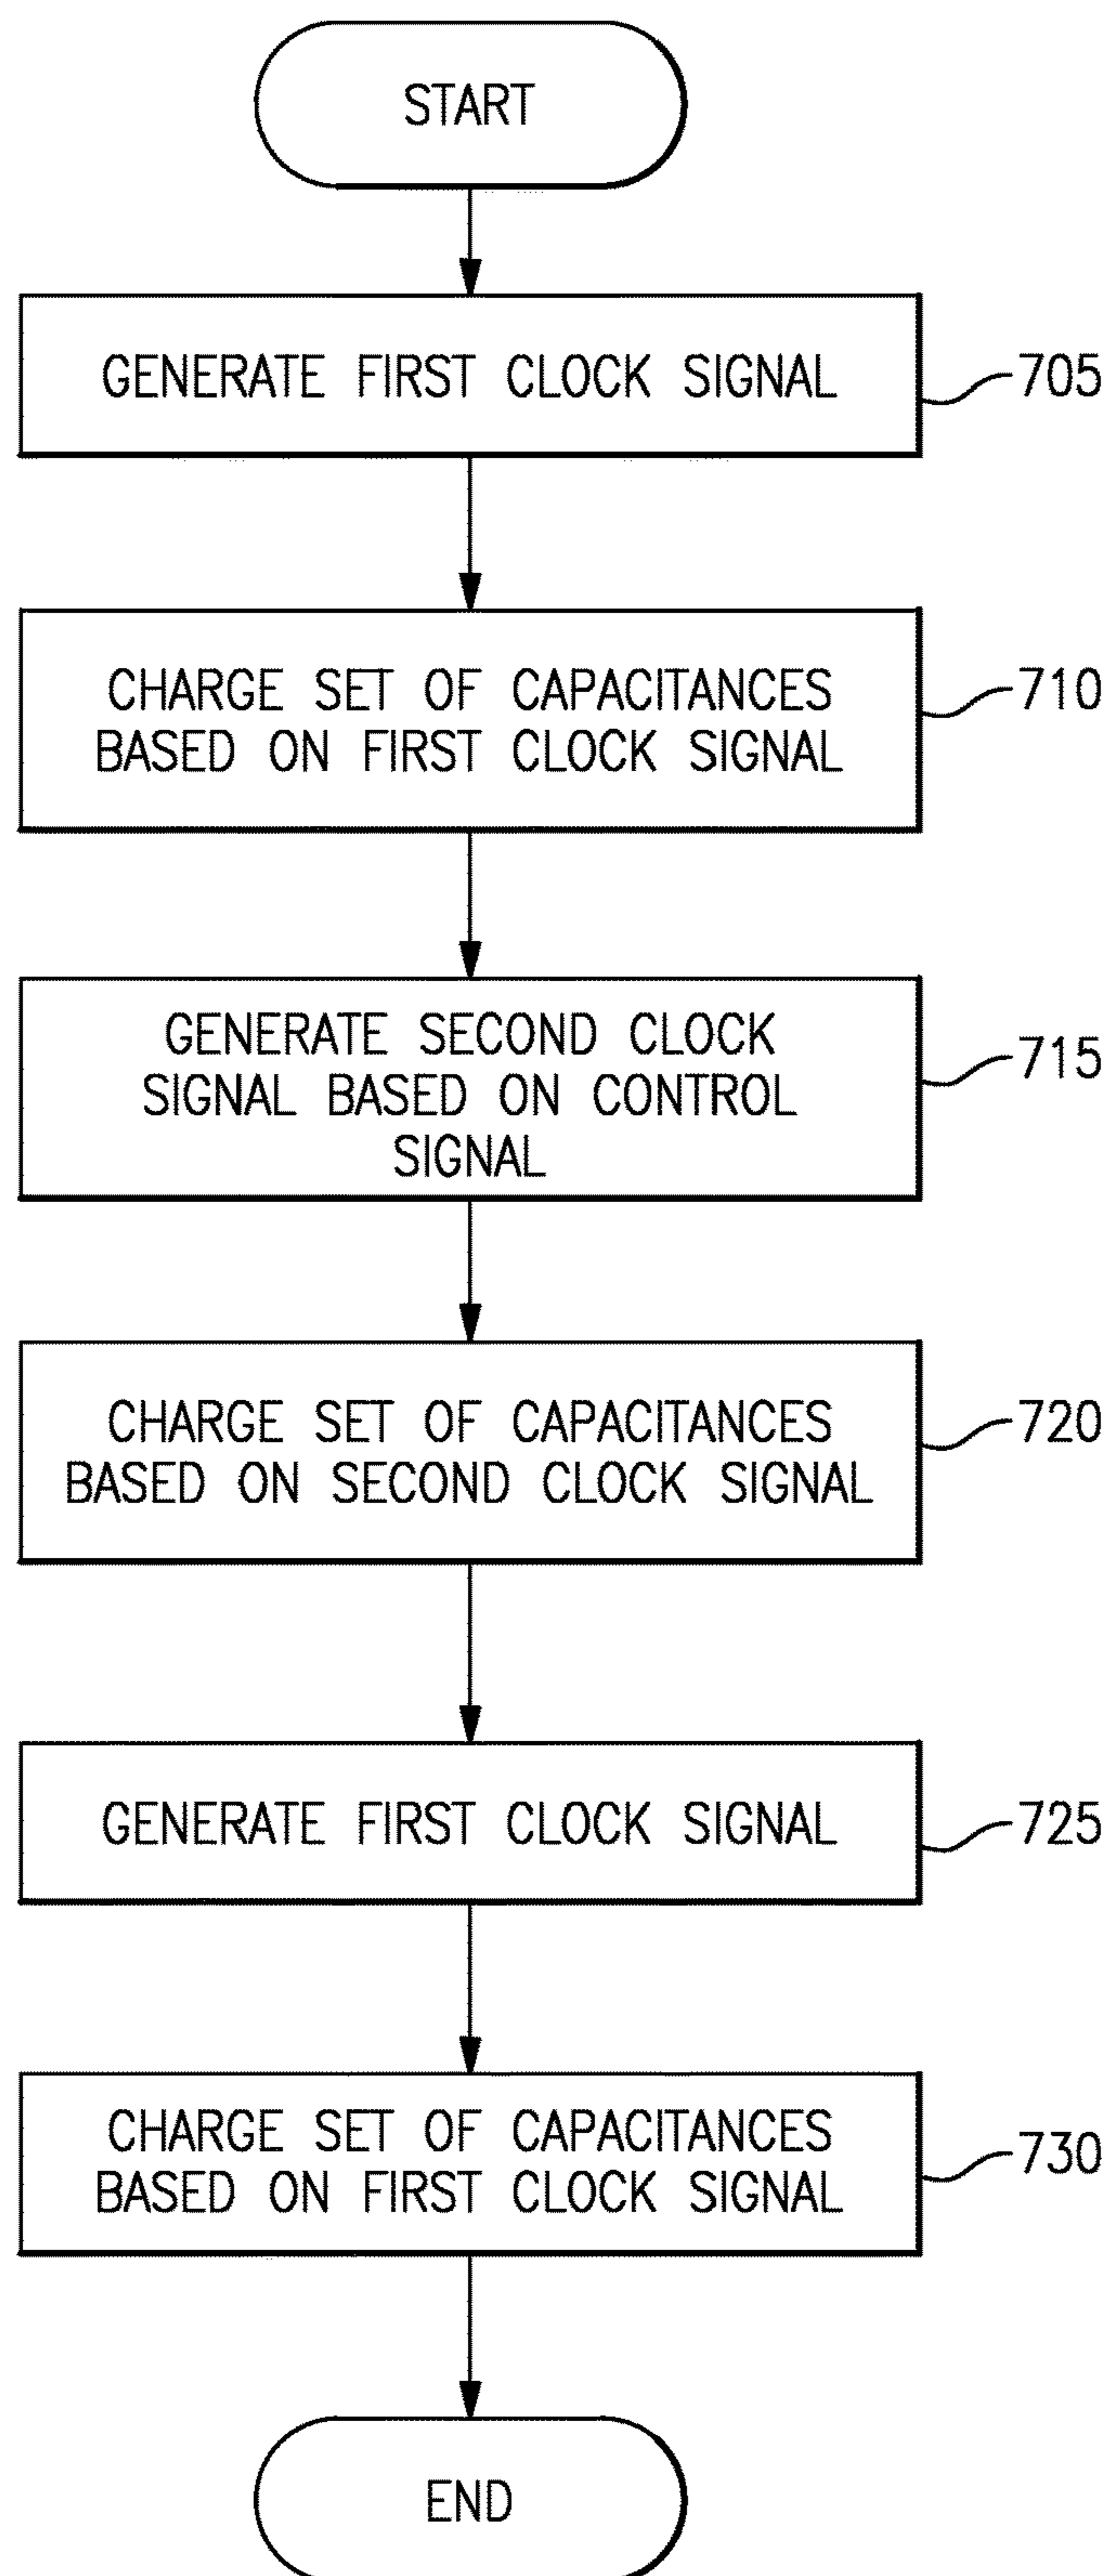 START
GENERATE FIRST CLOCK SIGNAL
705
CHARGE SET OF CAPACITANCES
BASED ON FIRST CLOCK SIGNAL
710
GENERATE SECOND CLOCK
SIGNAL BASED ON CONTROL
SIGNAL
715
CHARGE SET OF CAPACITANCES
BASED ON SECOND CLOCK SIGNAL
720
GENERATE FIRST CLOCK SIGNAL
725
CHARGE SET OF CAPACITANCES
BASED ON FIRST CLOCK SIGNAL
730
END